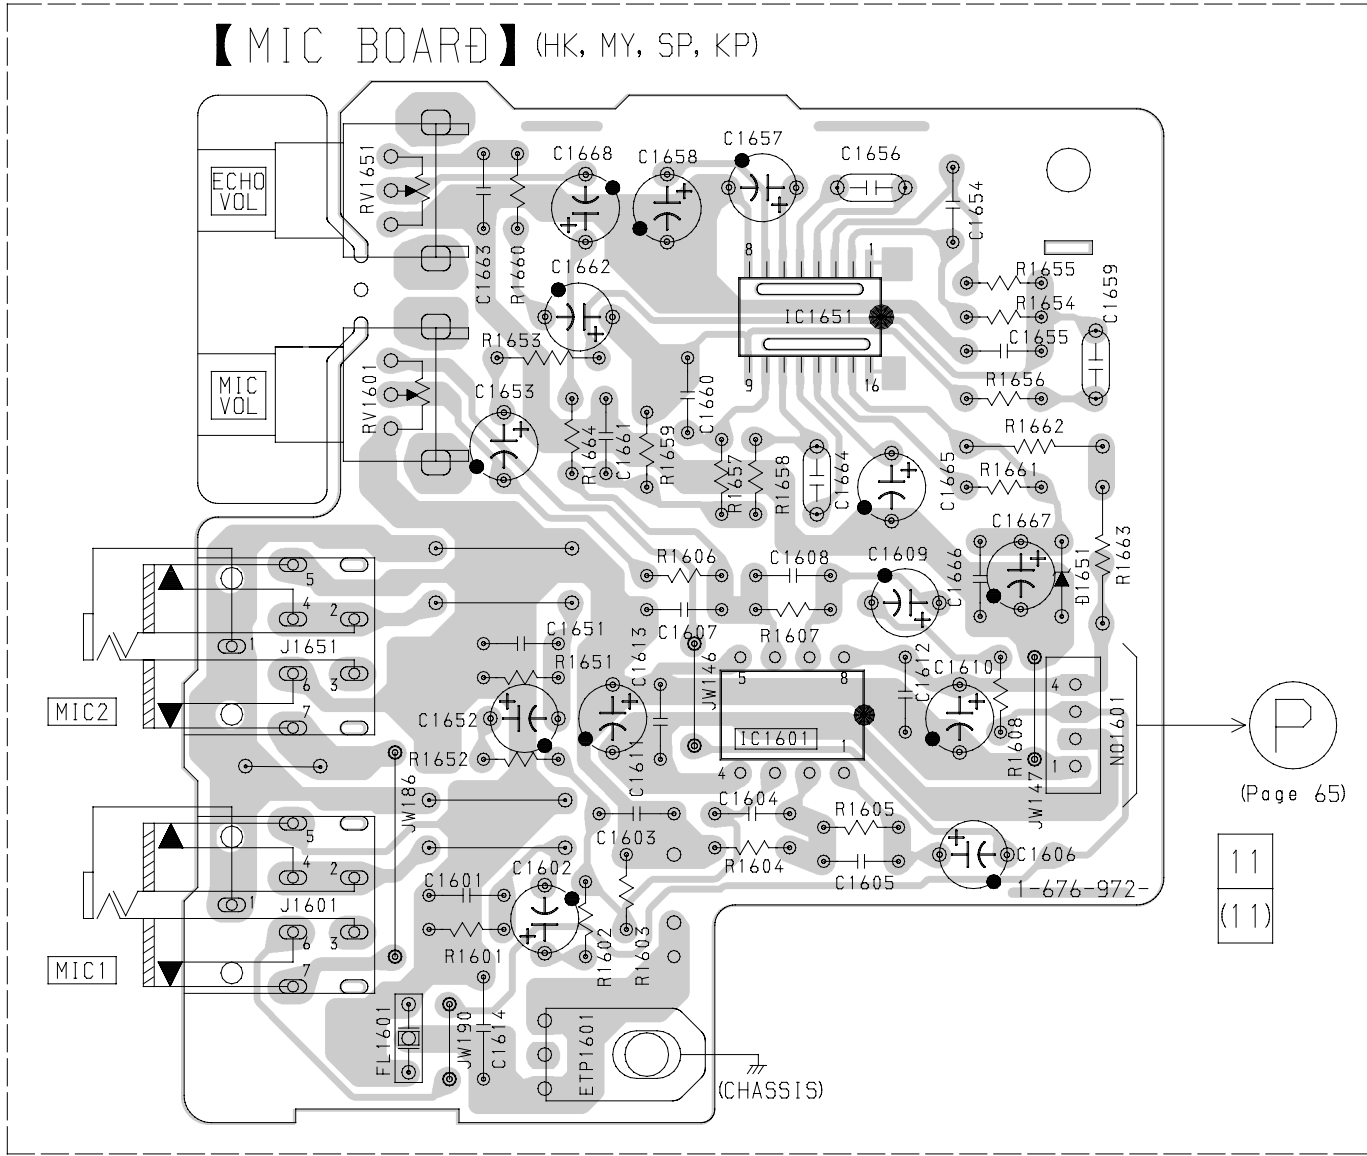 【MIC BOARD】(HK, MY, SP, KP)
ECHO
VOL
RV1651
C1663
R1660
C1668
C1658
C1657
C1656
C1654
C1662
8
1
IC1651
9
16
R1655
R1654
C1655
R1656
C1659
R1653
MIC
VOL
RV1601
C1653
C1660
R1664
C1661
R1659
R1657
R1658
C1664
C1665
R1662
R1661
C1667
R1663
R1606
C1608
C1609
C1666
D1651
5
4
2
1
J1651
6
3
7
MIC2
C1651
R1651
C1613
C1607
JW146
R1607
C1612
C1610
5
8
IC1601
4
1
C1652
R1652
C1611
R1608
JW147
4
1
NO1601
P
(Page 65)
JW186
C1603
C1604
R1604
R1605
C1605
C1606
1-676-972-
11
(11)
5
4
2
1
J1601
6
3
7
MIC1
C1601
C1602
R1601
R1602
R1603
FL1601
JW190
C1614
ETP1601
(CHASSIS)